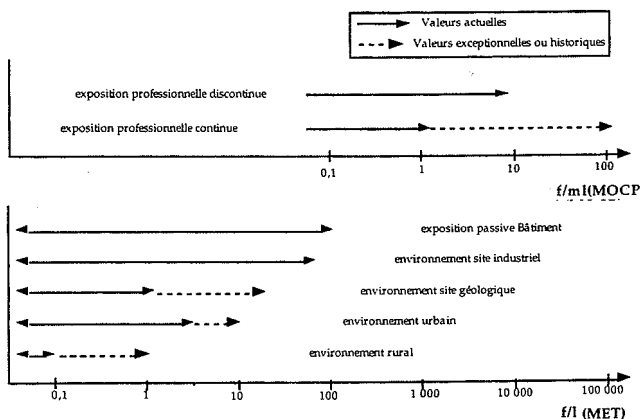 Valeurs actuelles
Valeurs exceptionnelles ou historiques
exposition professionnelle discontinue
exposition professionnelle continue
0,1 1 10 100
f/ml(MOCP
exposition passive Bâtiment
environnement site industriel
environnement site géologique
environnement urbain
environnement rural
0,1 1 10 100 1 000 10 000 100 000
f/l (MET)